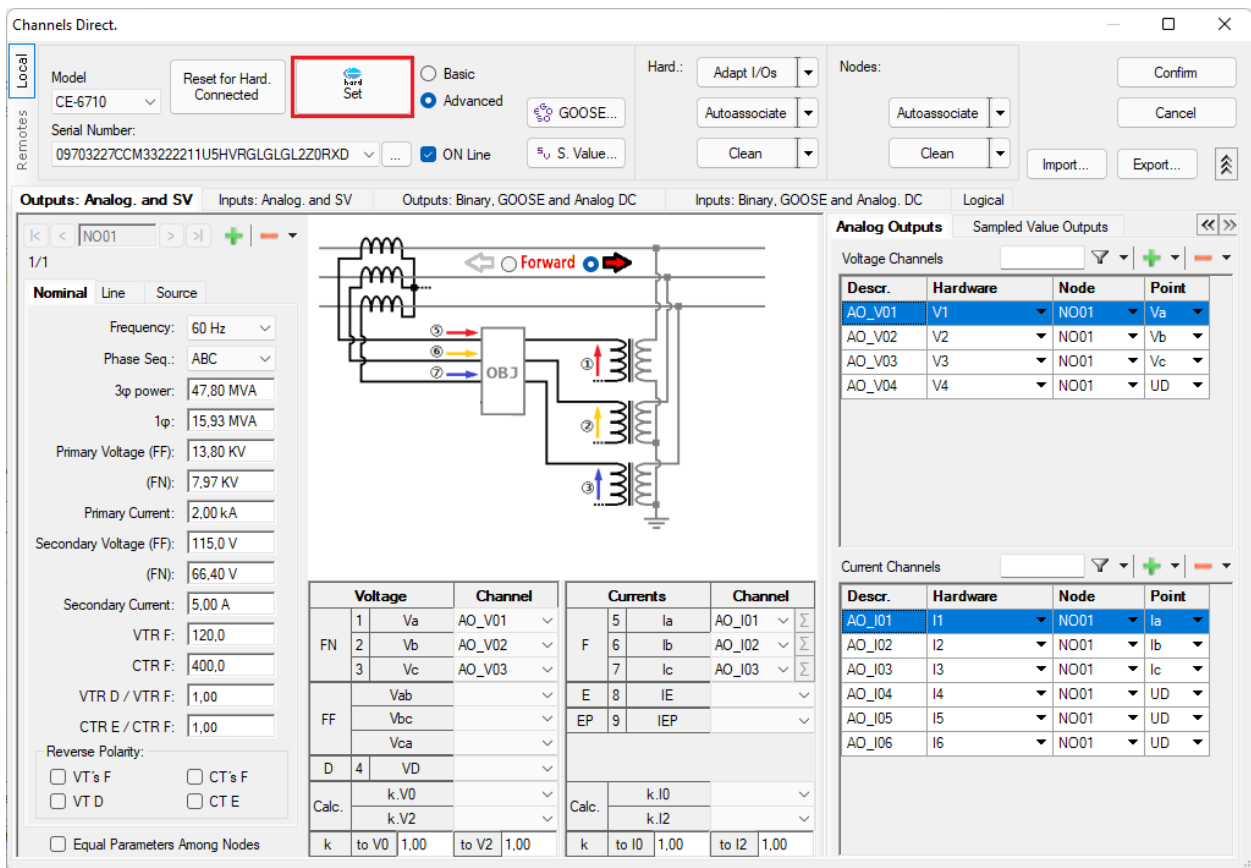 Channels Direct.
Local
Remotes
Model
CE-6710
Reset for Hard. Connected
hard
Set
Basic
Advanced
Serial Number:
09703227CCM33222211U5HVRGLGLGL2Z0RXD
...
ON Line
GOOSE...
S. Value...
Hard.:
Adapt I/Os
Autoassociate
Clean
Nodes:
Autoassociate
Clean
Confirm
Cancel
Import...
Export...
Outputs: Analog. and SV
Inputs: Analog. and SV
Outputs: Binary, GOOSE and Analog DC
Inputs: Binary, GOOSE and Analog. DC
Logical
NO01
1/1
Nominal Line Source
Frequency: 60 Hz
Phase Seq.: ABC
3φ power: 47,80 MVA
1φ: 15,93 MVA
Primary Voltage (FF): 13,80 KV
(FN): 7,97 KV
Primary Current: 2,00 kA
Secondary Voltage (FF): 115,0 V
(FN): 66,40 V
Secondary Current: 5,00 A
VTR F: 120,0
CTR F: 400,0
VTR D / VTR F: 1,00
CTR E / CTR F: 1,00
Reverse Polarity:
VT´s F CT´s F
VT D CT E
Equal Parameters Among Nodes
Forward
⑤
⑥
⑦
OBJ
①
②
③
Voltage Channel
FN 1 Va AO_V01
2 Vb AO_V02
3 Vc AO_V03
FF Vab
Vbc
Vca
D 4 VD
Calc. k.V0
k.V2
k to V0 1,00 to V2 1,00
Currents Channel
F 5 Ia AO_I01 Σ
6 Ib AO_I02 Σ
7 Ic AO_I03 Σ
E 8 IE
EP 9 IEP
Calc. k.I0
k.I2
k to I0 1,00 to I2 1,00
Analog Outputs Sampled Value Outputs
Voltage Channels
Descr. Hardware Node Point
AO_V01 V1 NO01 Va
AO_V02 V2 NO01 Vb
AO_V03 V3 NO01 Vc
AO_V04 V4 NO01 UD
Current Channels
Descr. Hardware Node Point
AO_I01 I1 NO01 Ia
AO_I02 I2 NO01 Ib
AO_I03 I3 NO01 Ic
AO_I04 I4 NO01 UD
AO_I05 I5 NO01 UD
AO_I06 I6 NO01 UD